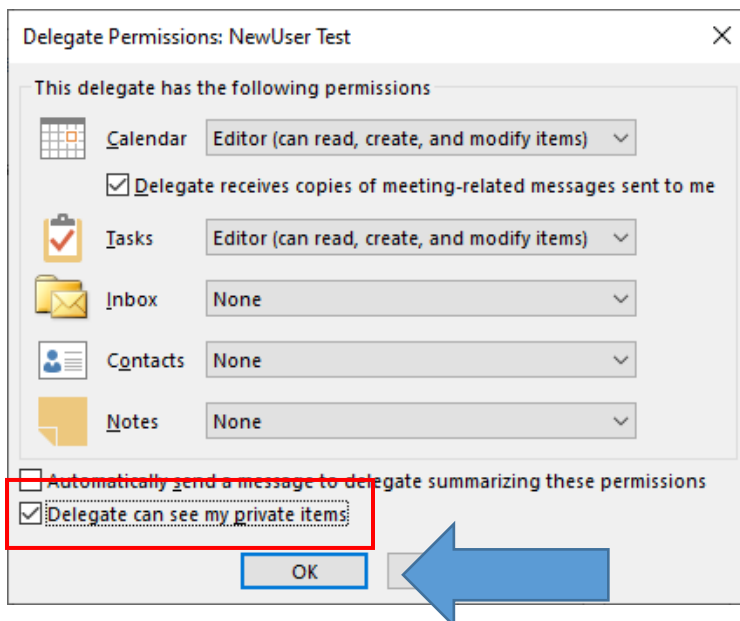 Delegate Permissions: NewUser Test
This delegate has the following permissions
Calendar Editor (can read, create, and modify items)
Delegate receives copies of meeting-related messages sent to me
Tasks Editor (can read, create, and modify items)
Inbox None
Contacts None
Notes None
Automatically send a message to delegate summarizing these permissions
Delegate can see my private items
OK